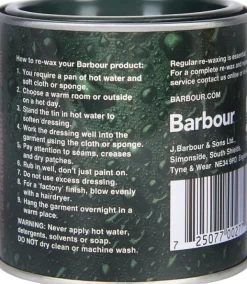 How to re-wax your Barbour product:
1. You require a pan of hot water and
soft cloth or sponge.
2. Choose a warm room or outside
on a hot day.
3. Stand the tin in hot water to
soften dressing.
4. Work the dressing well into the
garment using the cloth or sponge.
5. Pay attention to seams, creases
and dry patches.
6. Rub in well, don't just paint on.
7. Do not use excess dressing.
8. For a 'factory' finish, blow evenly
with a hairdryer.
9. Hang the garment overnight in a
warm place.
WARNING: Never apply hot water,
detergents, solvents or soap.
DO NOT dry clean or machine wash.
Regular re-waxing is
For a complete re-wax and
service contact us online
BARBOUR.COM
Barbour
J.Barbour & Sons Ltd.
Simonside, South Shields,
Tyne & Wear NE34 9PD
7 25077 002